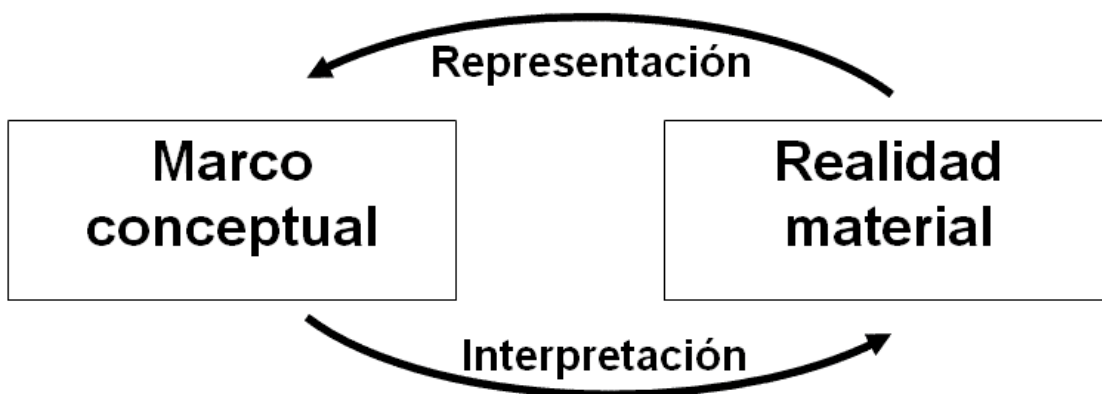 Representación
Marco
conceptual
Realidad
material
Interpretación